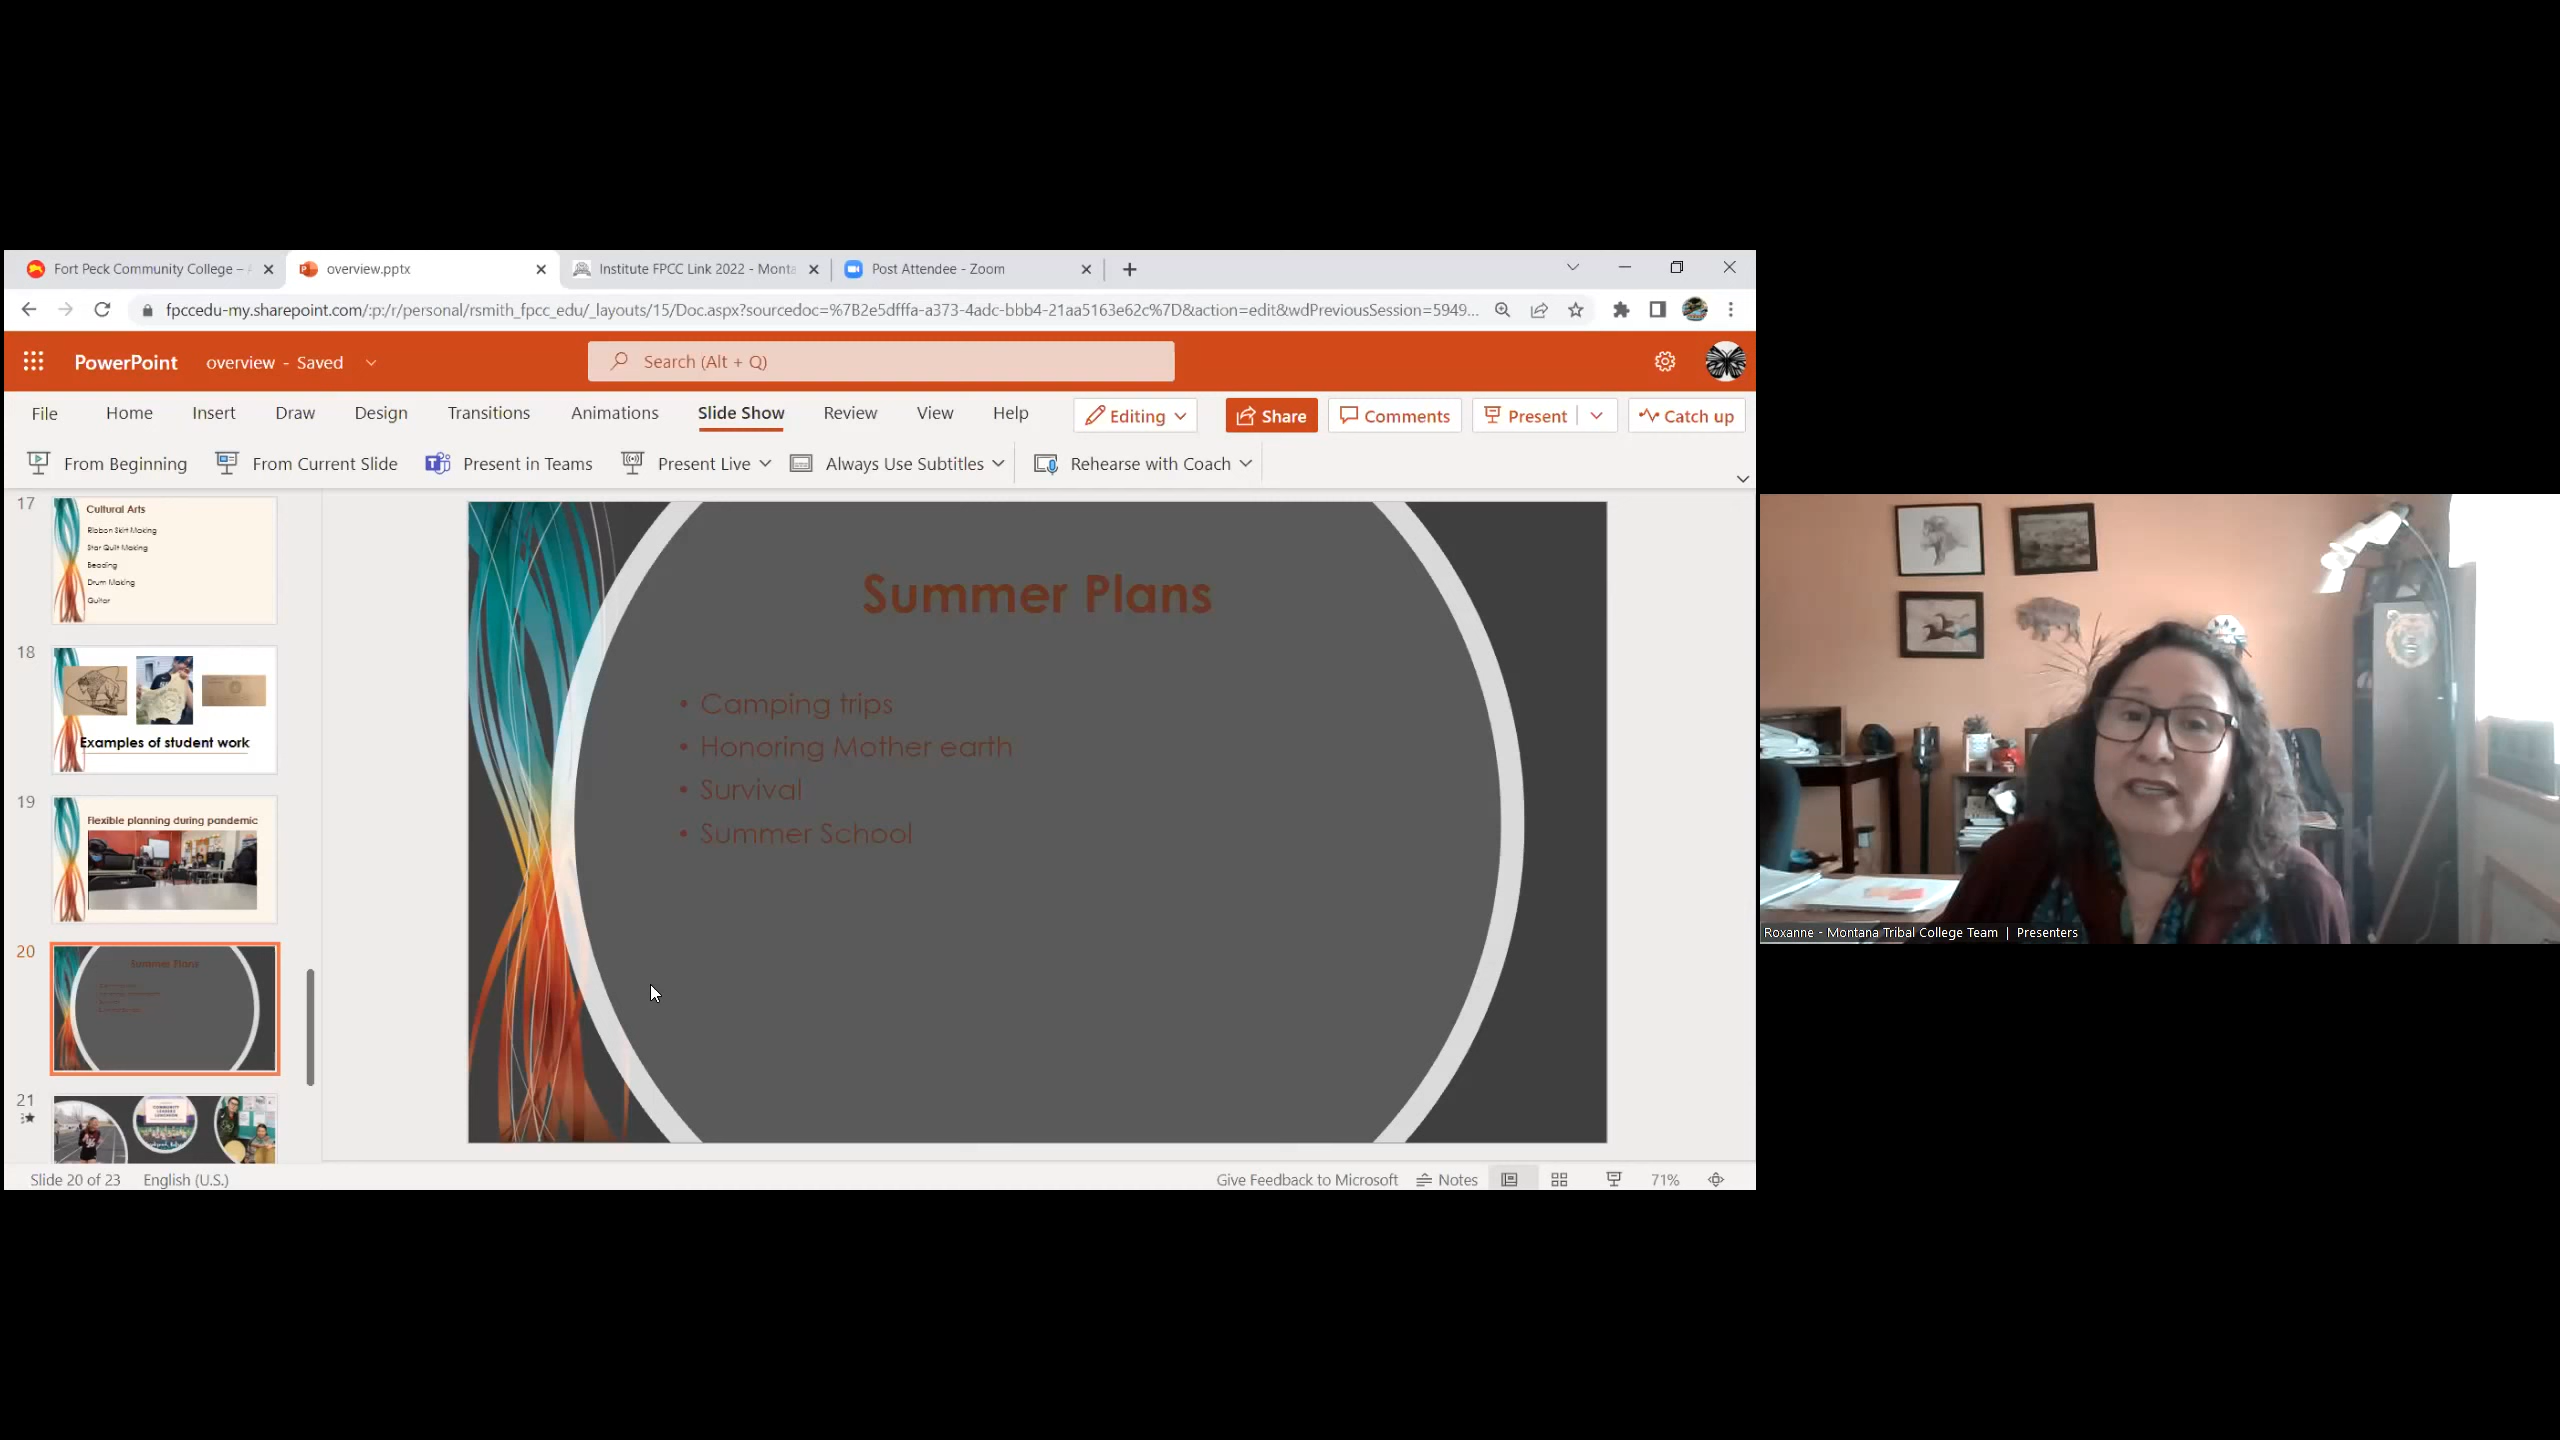 Fort Peck Community College –
overview.pptx
Institute FPCC Link 2022 - Monta
Post Attendee - Zoom
fpccedu-my.sharepoint.com/:p:/r/personal/rsmith_fpcc_edu/_layouts/15/Doc.aspx?sourcedoc=%7B2e5dfffa-a373-4adc-bbb4-21aa5163e62c%7D&action=edit&wdPreviousSession=5949...
PowerPoint
overview - Saved
Search (Alt + Q)
File Home Insert Draw Design Transitions Animations Slide Show Review View Help
Editing Share Comments Present Catch up
From Beginning From Current Slide Present in Teams Present Live Always Use Subtitles Rehearse with Coach
17
Cultural Arts
Ribbon Skirt Making
Star Quilt Making
Beading
Drum Making
Guitar
18
Examples of student work
19
Flexible planning during pandemic
20
Summer Plans
21
COMMUNITY
LEADERS
LUNCHEON
Summer Plans
• Camping trips
• Honoring Mother earth
• Survival
• Summer School
Roxanne - Montana Tribal College Team | Presenters
Slide 20 of 23 English (U.S.)
Give Feedback to Microsoft Notes 71%